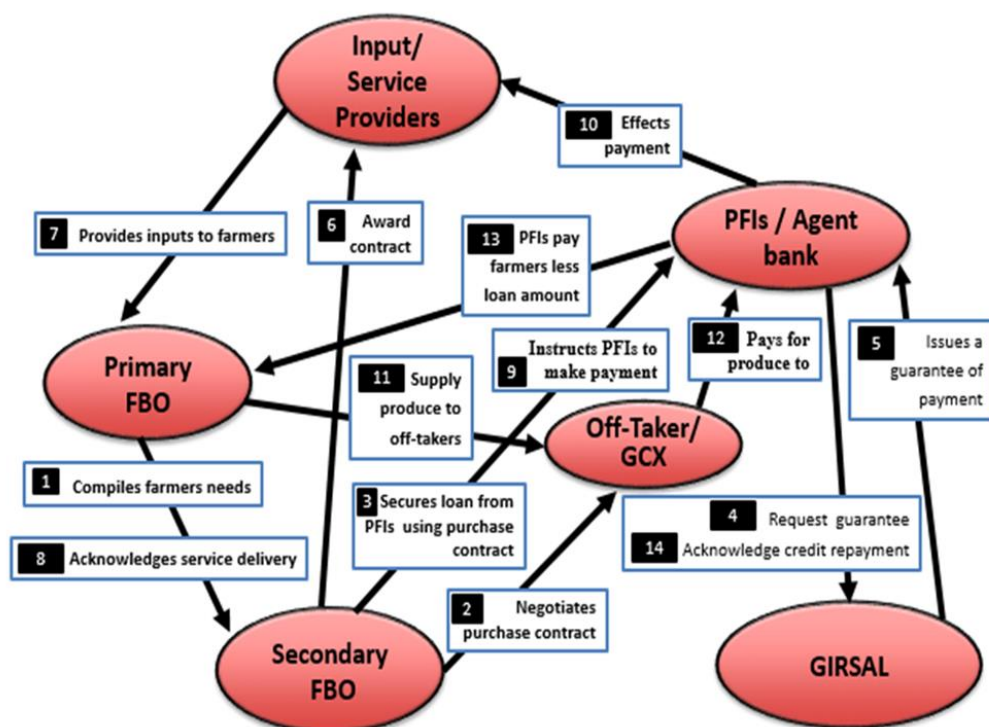 Input/
Service
Providers
10 Effects
payment
7 Provides inputs to farmers
6 Award
contract
13 PFIs pay
farmers less
loan amount
PFIs / Agent
bank
Primary
FBO
11 Supply
produce to
off-takers
Instructs PFIs to
9 make payment
12 Pays for
produce to
5 Issues a
guarantee of
payment
Off-Taker/
GCX
1 Compiles farmers needs
8 Acknowledges service delivery
3 Secures loan from
PFIs using purchase
contract
2 Negotiates
purchase contract
4 Request guarantee
14 Acknowledge credit repayment
Secondary
FBO
GIRSAL